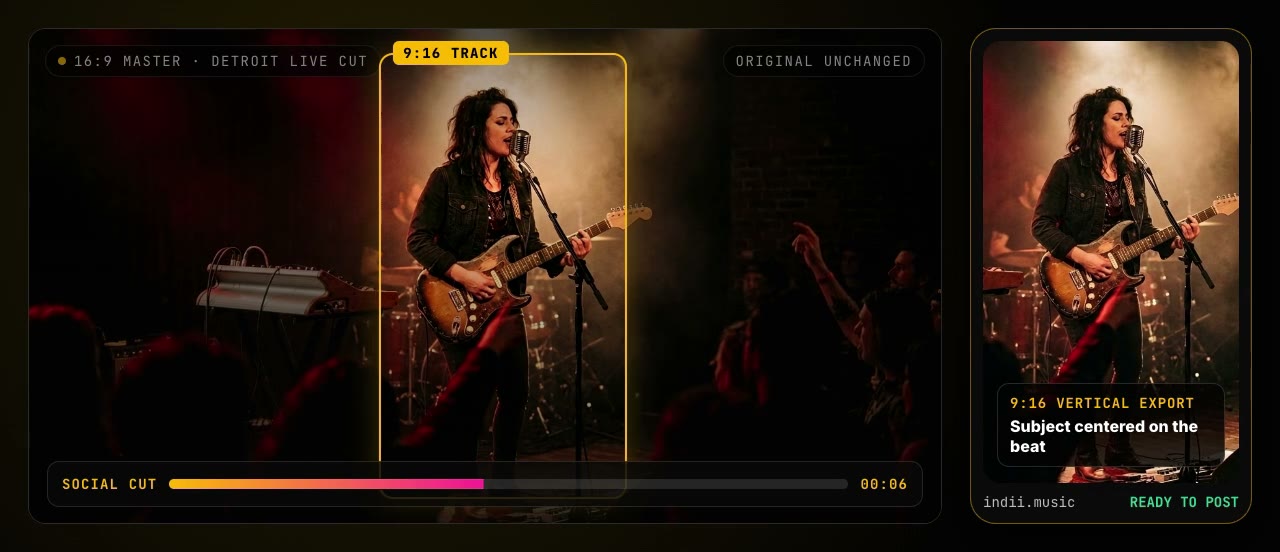 16:9 MASTER · DETROIT LIVE CUT
9:16 TRACK
ORIGINAL UNCHANGED
SOCIAL CUT
00:06
9:16 VERTICAL EXPORT
Subject centered on the
beat
indii.music
READY TO POST